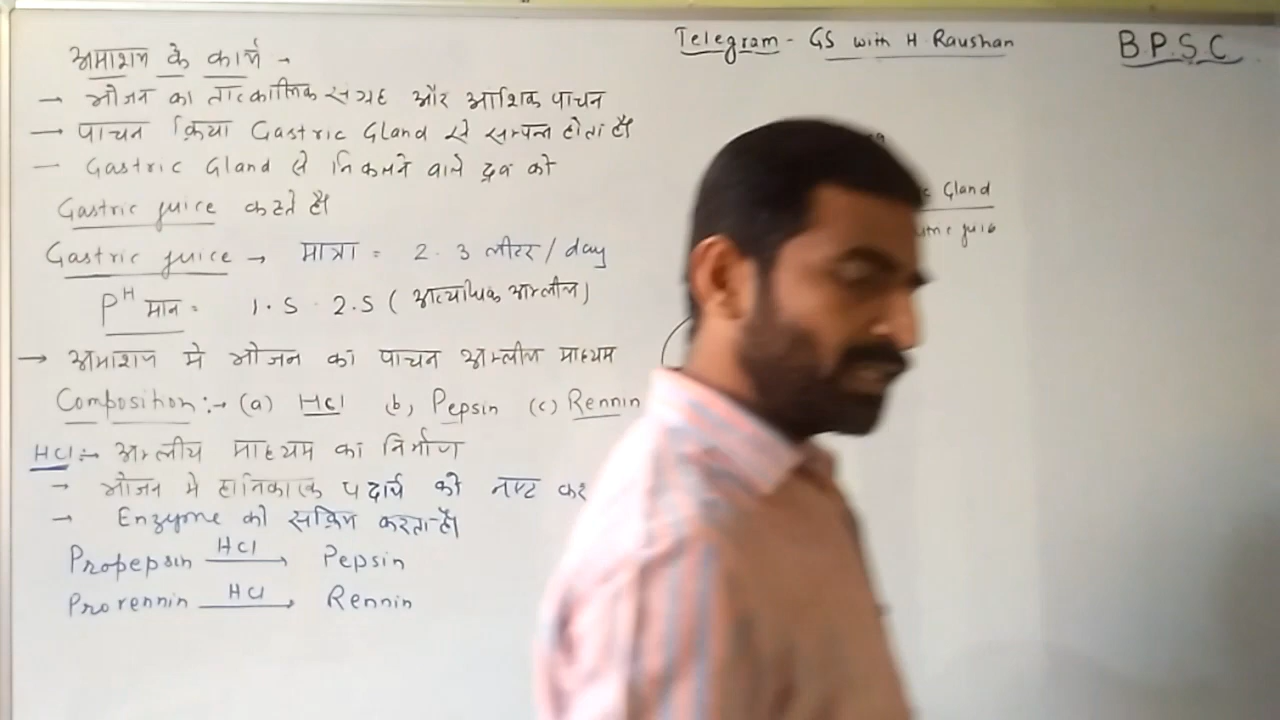 अमाशय के कार्य -
→ भोजन का तात्कालिक संग्रह और आंशिक पाचन
→ पाचन क्रिया Gastric Gland से सम्पन्न होता है।
- Gastric Gland से निकलने वाले द्रव को
Gastric juice कहते है।
Gastric juice → मात्रा = 2-3 लीटर / day
PH मान = 1.5 - 2.5 ( अत्याधिक अम्लीय )
→ अमाशय मे भोजन का पाचन अम्लीय माध्यम
Composition :→ (a) HCl (b) Pepsin (c) Rennin
HCl :→ अम्लीय माध्यम का निर्माण
→ भोजन मे हानिकारक पदार्थ को नष्ट कर
→ Enzyme को सक्रिय करता है।
Propepsin HCl→ Pepsin
Prorennin HCl→ Rennin
Telegram - GS with H Raushan
B.P.S.C
Gland